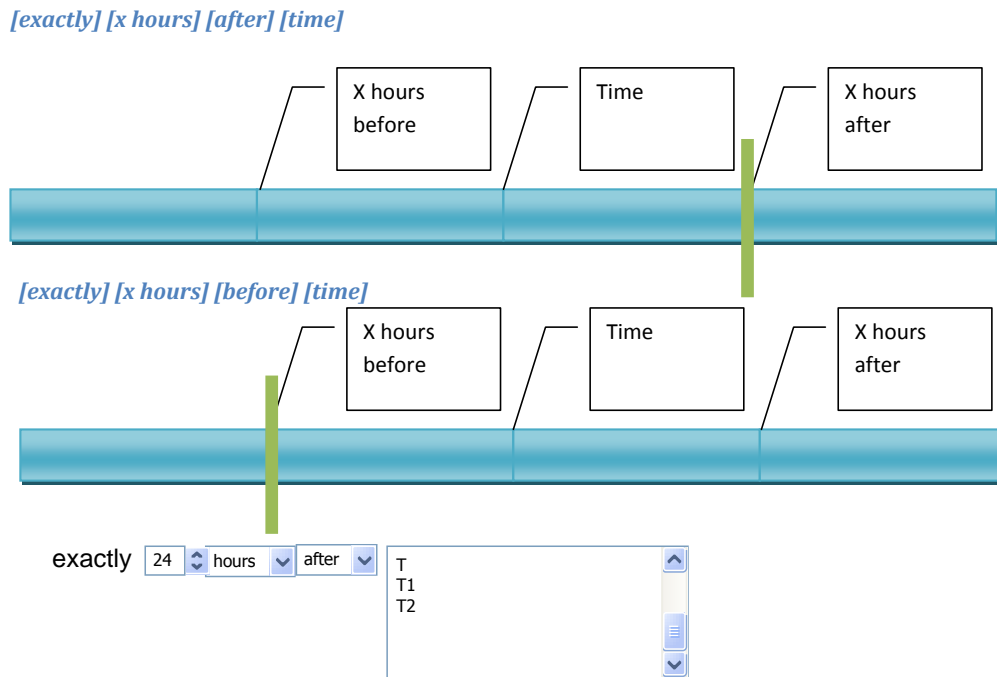 [exactly] [x hours] [after] [time]
X hours
before
Time
X hours
after
[exactly] [x hours] [before] [time]
X hours
before
Time
X hours
after
exactly 24 hours after
T
T1
T2